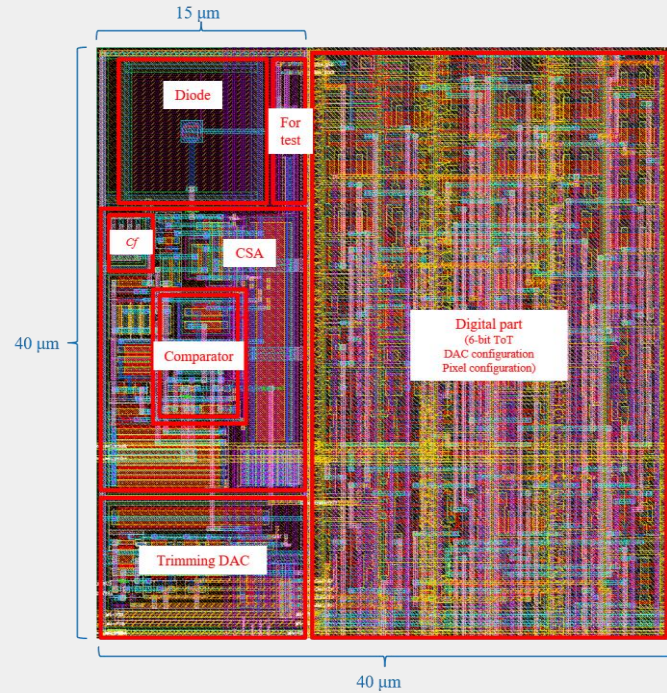 15 μm
Diode
For
test
Cf
CSA
40 μm
Comparator
Digital part
(6-bit ToT
DAC configuration
Pixel configuration)
Trimming DAC
40 μm